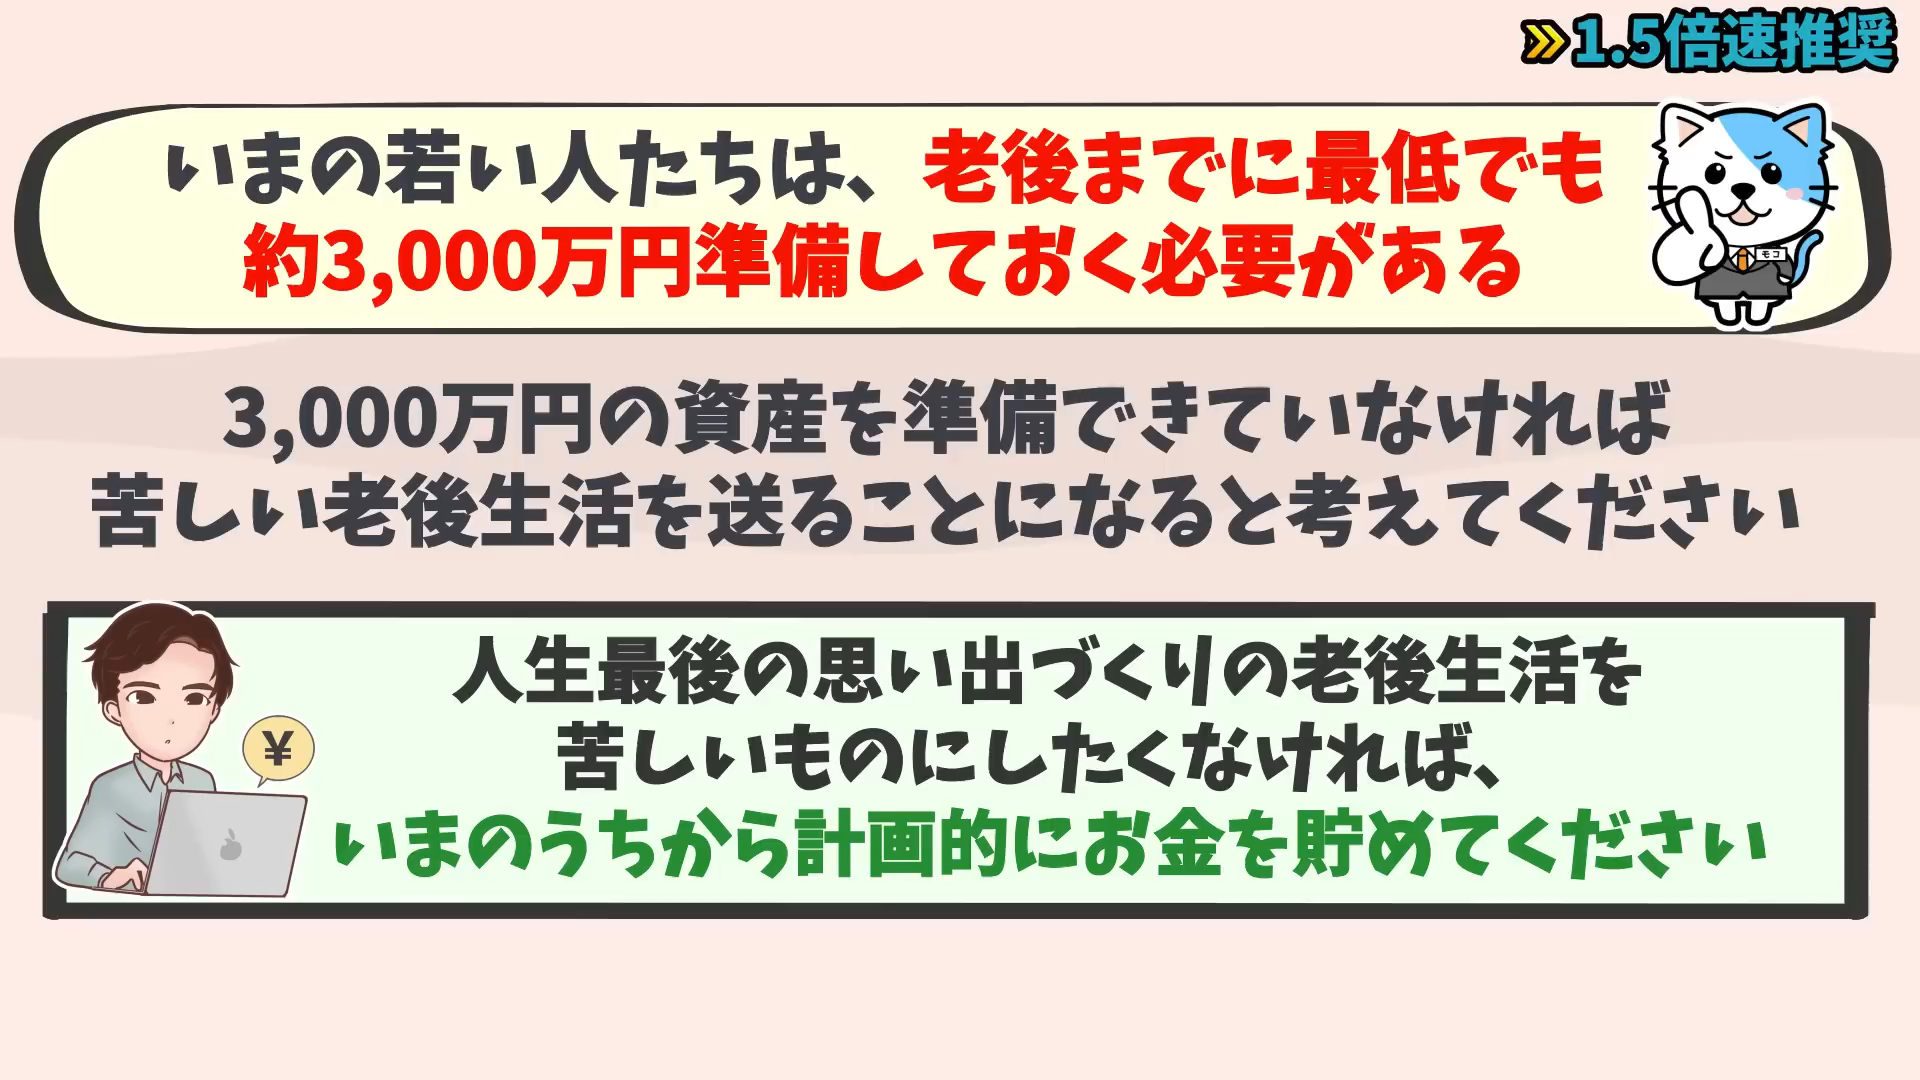 1.5倍速推奨
いまの若い人たちは、老後までに最低でも
約3,000万円準備しておく必要がある
モコ
3,000万円の資産を準備できていなければ
苦しい老後生活を送ることになると考えてください
人生最後の思い出づくりの老後生活を
苦しいものにしたくなければ、
¥
いまのうちから計画的にお金を貯めてください